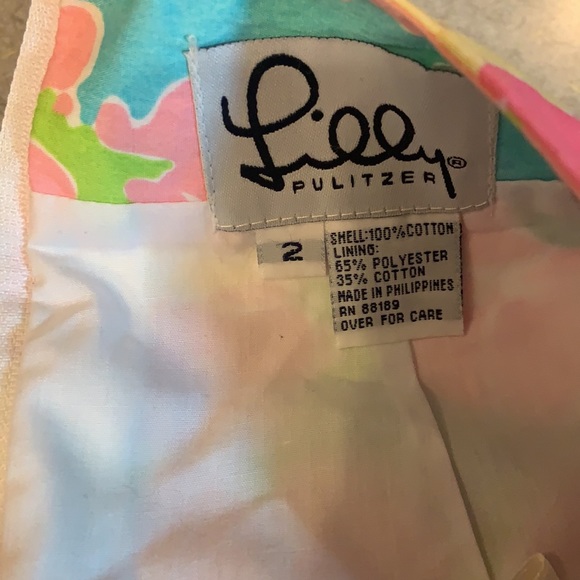 Lilly®
PULITZER
2
SHELL:100%COTTON
LINING:
65% POLYESTER
35% COTTON
MADE IN PHILIPPINES
RN 88189
OVER FOR CARE